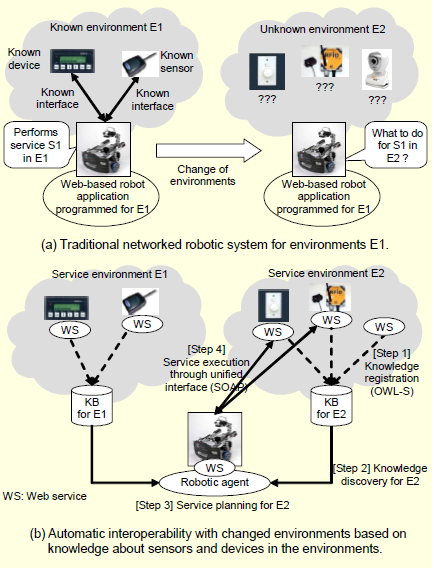 Known environment E1
Unknown environment E2
Known
device
Known
sensor
Known
interface
Known
interface
???
???
???
Performs
service S1
in E1
What to do
for S1 in
E2 ?
Change of
environments
Web-based robot
application
programmed for E1
Web-based robot
application
programmed for E1
(a) Traditional networked robotic system for environments E1.
Service environment E1
Service environment E2
RFID
WS
WS
WS
WS
WS
[Step 4]
Service execution
through unified
interface (SOAP)
[Step 1]
Knowledge
registration
(OWL-S)
KB
for E1
KB
for E2
WS
Robotic agent
[Step 2] Knowledge
discovery for E2
WS: Web service
[Step 3] Service planning for E2
(b) Automatic interoperability with changed environments based on
knowledge about sensors and devices in the environments.